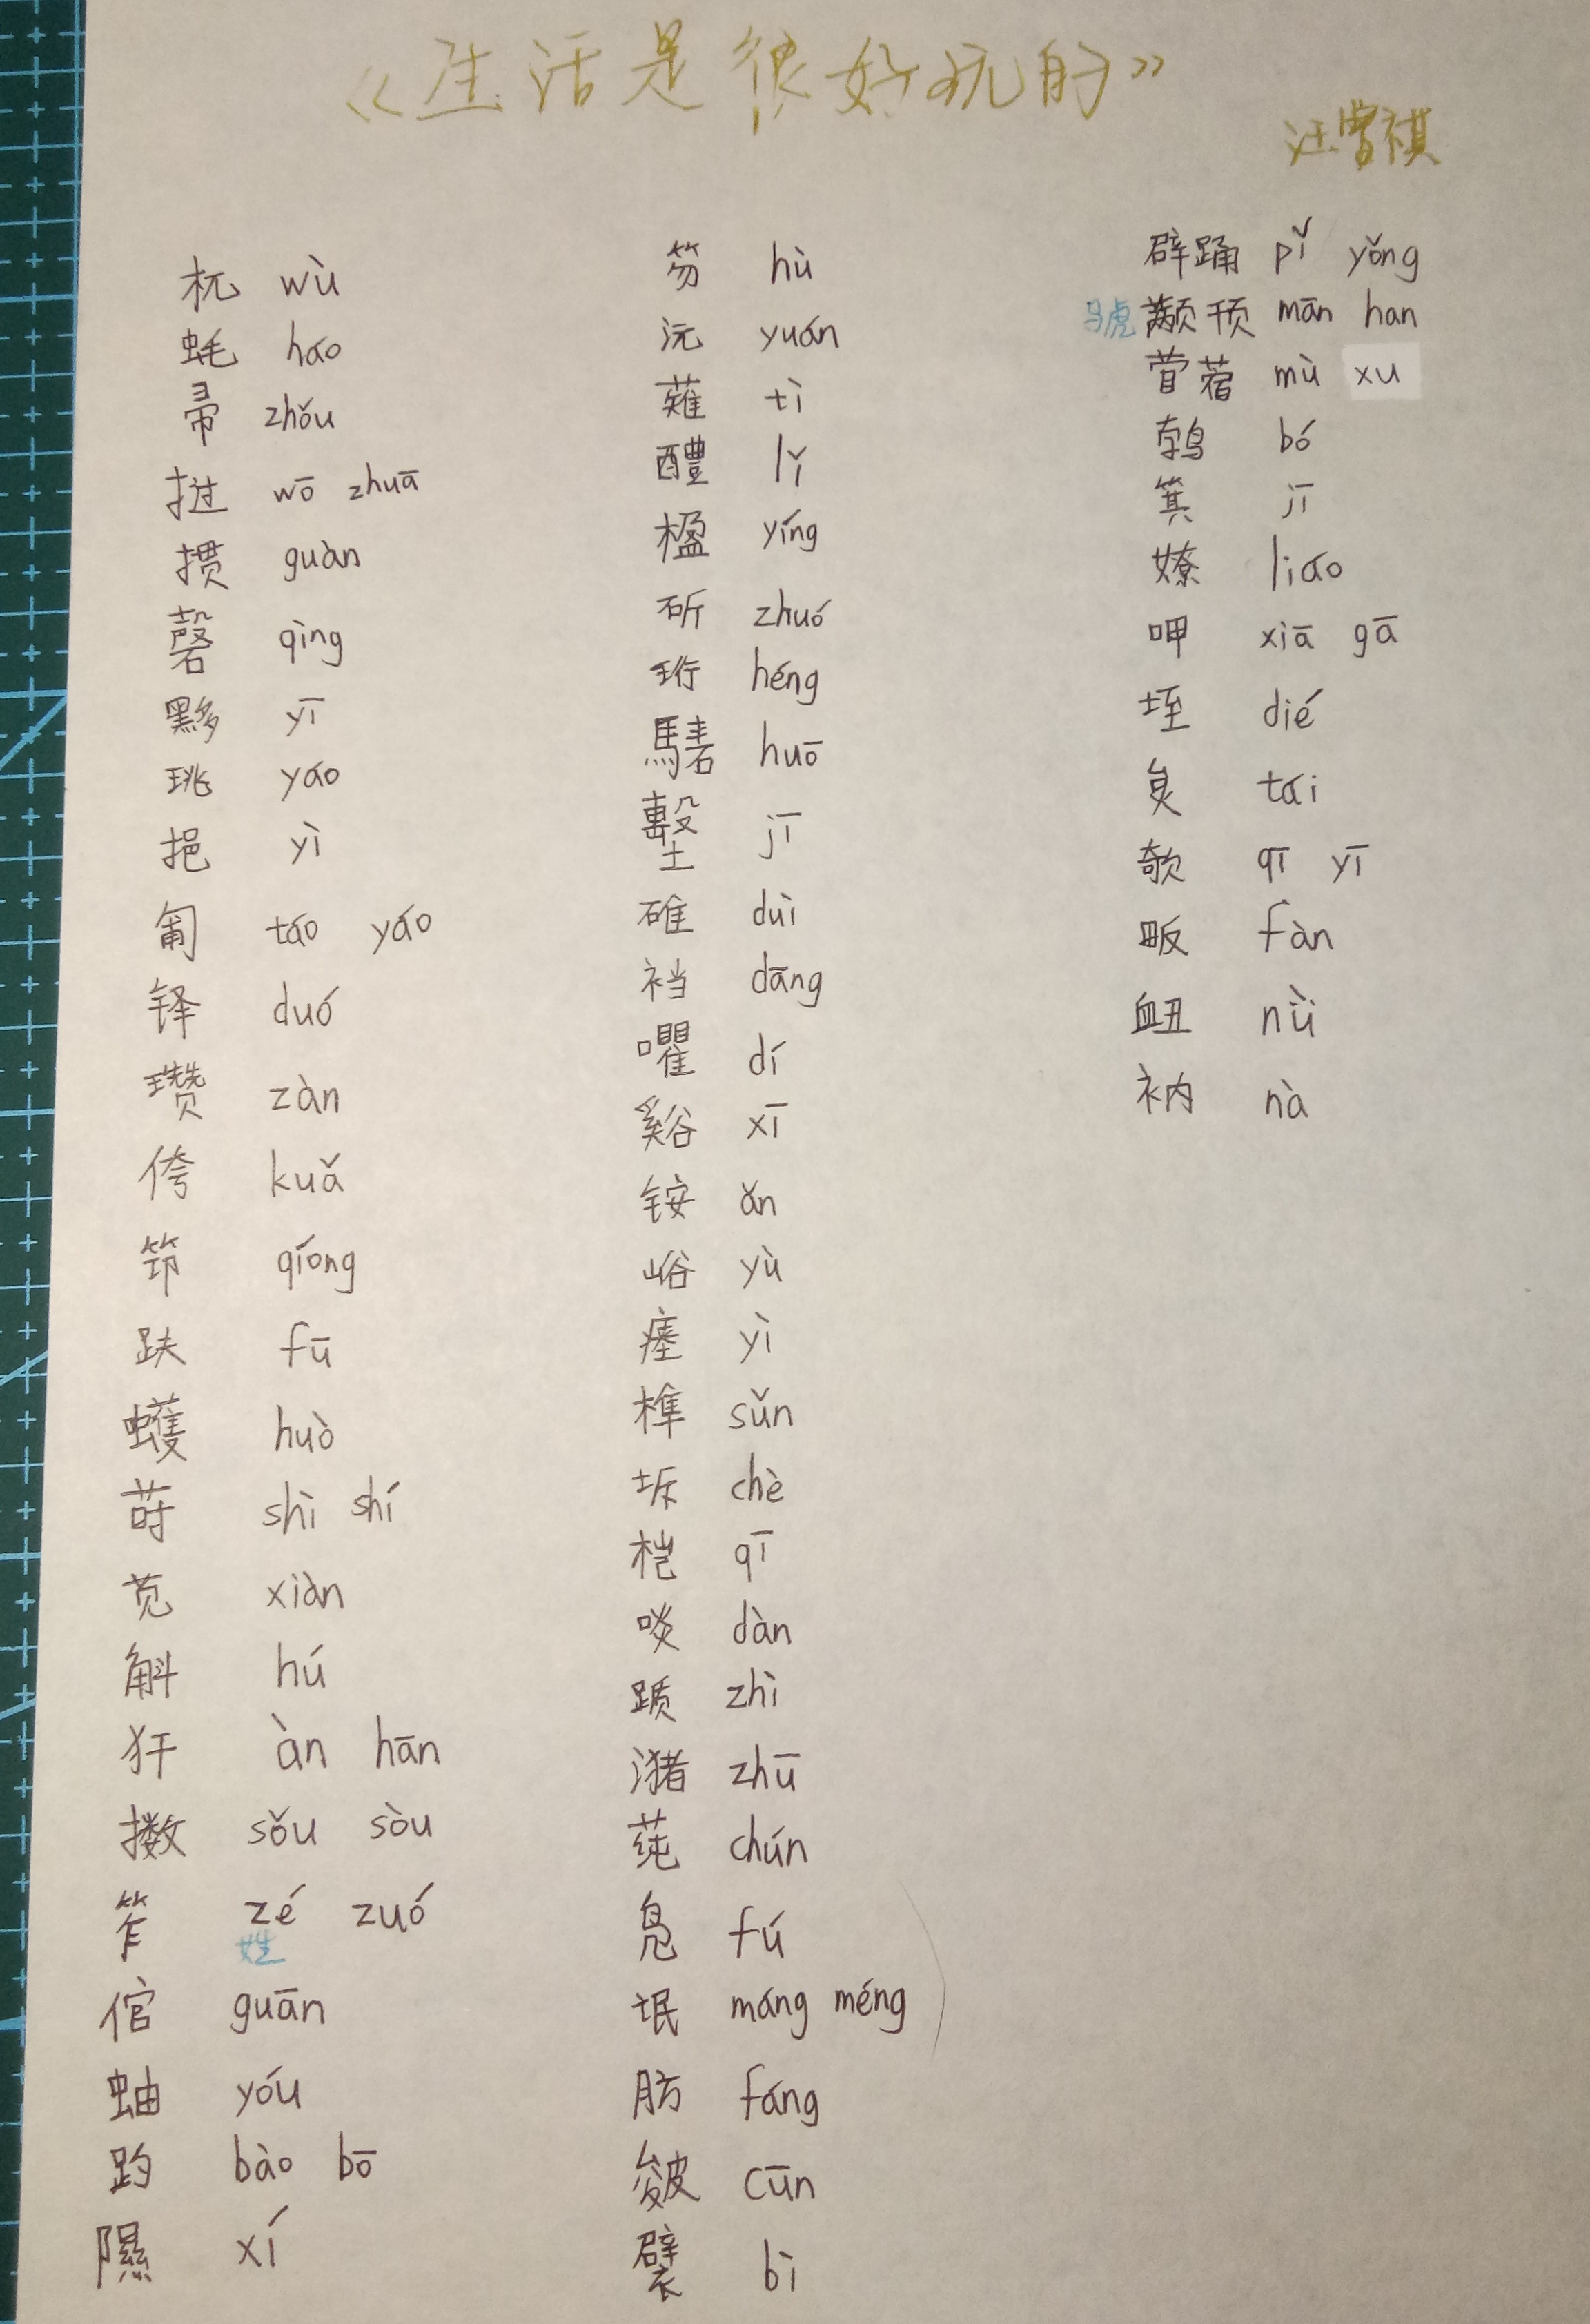 《生活是很好玩的》
汪曾祺
杌 wù
蚝 háo
帚 zhǒu
挝 wō zhuā
掼 guàn
磬 qìng
黟 yī
珧 yáo
挹 yì
匋 táo yáo
铎 duó
瓒 zàn
侉 kuǎ
筇 qióng
趺 fū
蠖 huò
莳 shì shí
苋 xiàn
斛 hú
犴 àn hān
擞 sǒu sòu
笮 zé zuó
姓
倌 guān
蚰 yóu
趵 bào bō
隰 xí
笏 hù
沅 yuán
薙 tì
醴 lǐ
楹 yíng
斫 zhuó
珩 héng
騞 huō
墼 jī
碓 duì
裆 dāng
嚁 dí
谿 xī
铵 ǎn
峪 yù
瘗 yì
榫 sǔn
坼 chè
桤 qī
啖 dàn
踬 zhì
潴 zhū
莼 chún
凫 fú
氓 máng méng
肪 fáng
皴 cūn
襞 bì
擗踊 pǐ yǒng
马虎 颟顸 mān han
苜蓿 mù xu
鹁 bó
箕 jī
嫽 liáo
呷 xiā gā
垤 dié
炱 tái
欹 qī yī
畈 fàn
衄 nǜ
衲 nà